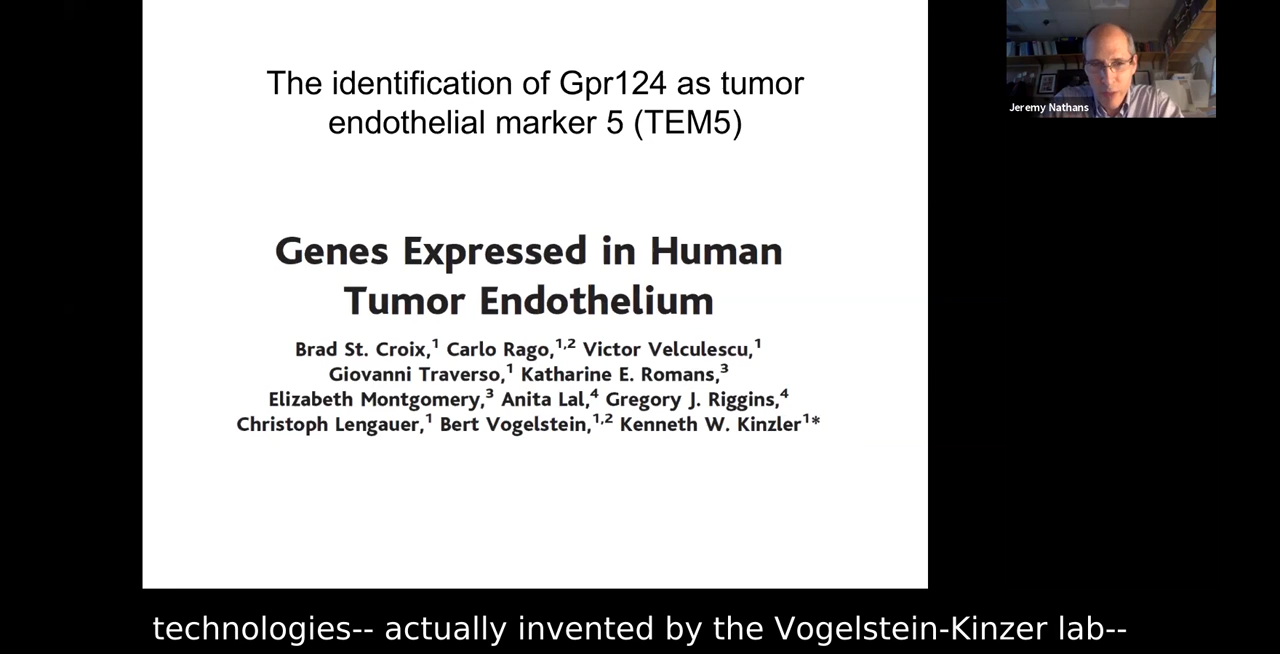 The identification of Gpr124 as tumor
endothelial marker 5 (TEM5)
Jeremy Nathans
Genes Expressed in Human
Tumor Endothelium
Brad St. Croix,¹ Carlo Rago,¹,² Victor Velculescu,¹
Giovanni Traverso,¹ Katharine E. Romans,³
Elizabeth Montgomery,³ Anita Lal,⁴ Gregory J. Riggins,⁴
Christoph Lengauer,¹ Bert Vogelstein,¹,² Kenneth W. Kinzler¹*
technologies-- actually invented by the Vogelstein-Kinzer lab--